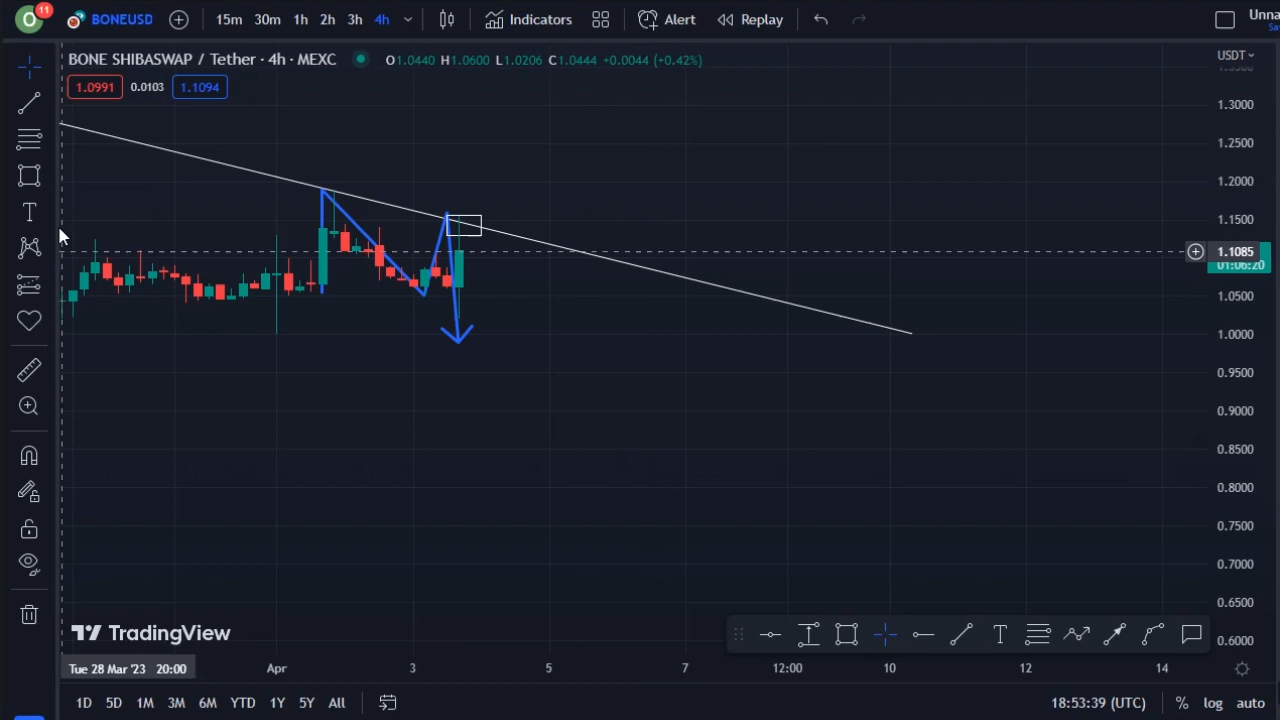 O 11 BONEUSD 15m 30m 1h 2h 3h 4h Indicators Alert Replay Unna
BONE SHIBASWAP / Tether · 4h · MEXC O1.0440 H1.0600 L1.0206 C1.0444 +0.0044 (+0.42%) USDT
1.0991 0.0103 1.1094
1.3000
1.2500
1.2000
1.1500
1.1085
01:06:20
1.0500
1.0000
0.9500
0.9000
0.8500
0.8000
0.7500
0.7000
0.6500
0.6000
TradingView
Tue 28 Mar '23 20:00 Apr 3 5 7 12:00 10 12 14
1D 5D 1M 3M 6M YTD 1Y 5Y All 18:53:39 (UTC) % log auto